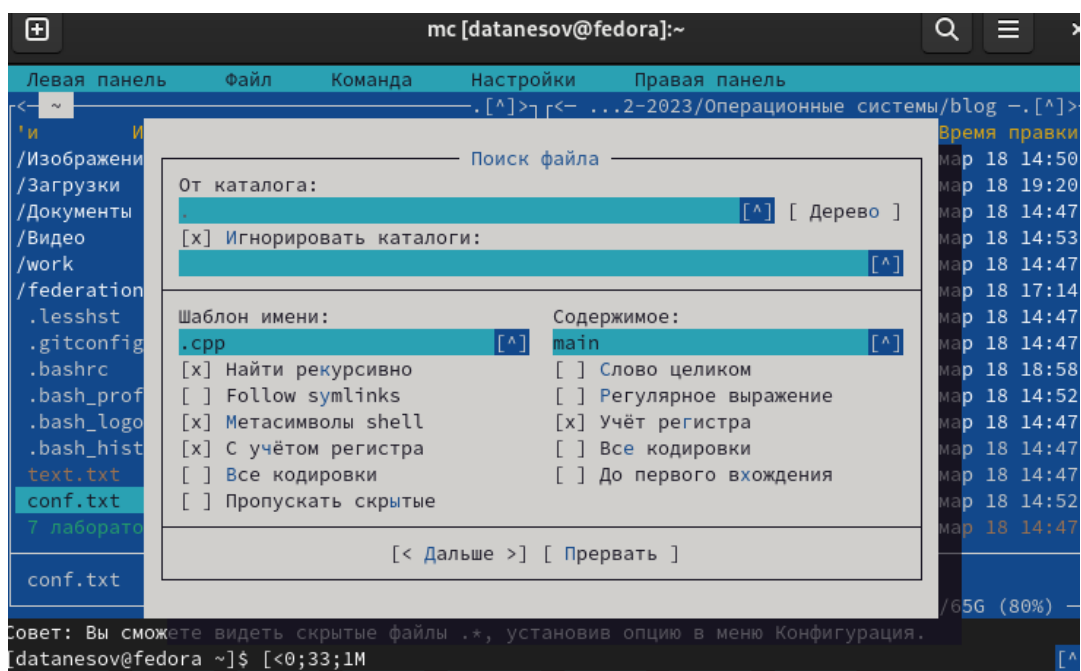 mc [datanesov@fedora]:~
Левая панель Файл Команда Настройки Правая панель
<─ ~ ─.[^]>┐┌<─ ...2-2023/Операционные системы/blog ─.[^]>
'и И Время правки
/Изображени мар 18 14:50
Поиск файла
/Загрузки От каталога: мар 18 19:20
/Документы . [^] [ Дерево ] мар 18 14:47
/Видео [x] Игнорировать каталоги: мар 18 14:53
/work [^] мар 18 14:47
/federation мар 18 17:14
.lesshst Шаблон имени: Содержимое: мар 18 14:47
.gitconfig .cpp [^] main [^] мар 18 14:47
.bashrc [x] Найти рекурсивно [ ] Слово целиком мар 18 18:58
.bash_prof [ ] Follow symlinks [ ] Регулярное выражение мар 18 14:52
.bash_logo [x] Метасимволы shell [x] Учёт регистра мар 18 14:47
.bash_hist [x] С учётом регистра [ ] Все кодировки мар 18 14:47
text.txt [ ] Все кодировки [ ] До первого вхождения мар 18 14:47
conf.txt [ ] Пропускать скрытые мар 18 14:52
7 лаборато мар 18 14:47
[< Дальше >] [ Прервать ]
conf.txt
/65G (80%)
Совет: Вы сможете видеть скрытые файлы .*, установив опцию в меню Конфигурация.
[datanesov@fedora ~]$ [<0;33;1M [^